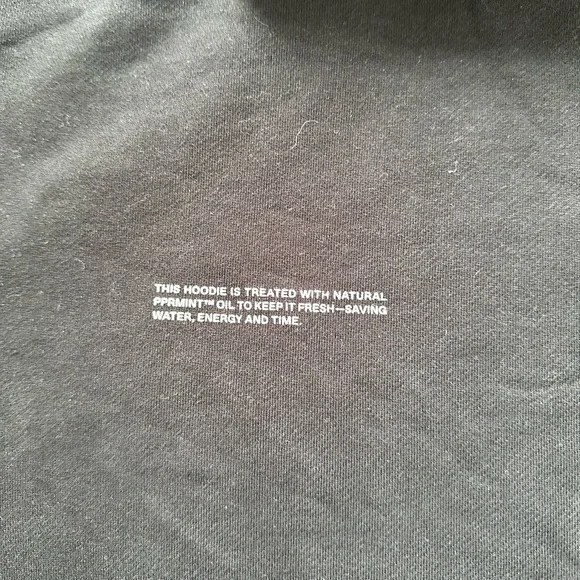 THIS HOODIE IS TREATED WITH NATURAL
PPRMINT™ OIL TO KEEP IT FRESH—SAVING
WATER, ENERGY AND TIME.